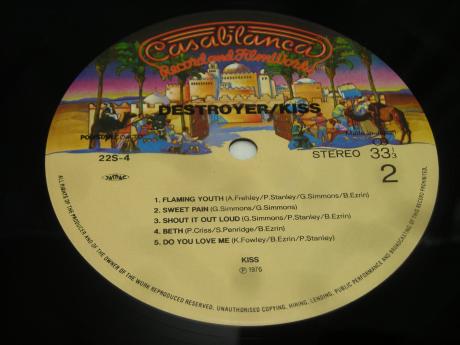 Casablanca
Record and FilmWorks
DESTROYER/KISS
22S-4
STEREO 33 1/3
2
1. FLAMING YOUTH (A.Frehley/P.Stanley/G.Simmons/B.Ezrin)
2. SWEET PAIN (G.Simmons/G.Simmons)
3. SHOUT IT OUT LOUD (G.Simmons/P.Stanley/B.Ezrin)
4. BETH (P.Criss/S.Penridge/B.Ezrin)
5. DO YOU LOVE ME (K.Fowley/B.Ezrin/P.Stanley)
KISS
Ⓟ 1976
ALL RIGHTS OF THE PRODUCER AND OF THE OWNER OF THE WORK REPRODUCED RESERVED. UNAUTHORISED COPYING, HIRING, LENDING, PUBLIC PERFORMANCE AND BROADCASTING OF THIS RECORD PROHIBITED.